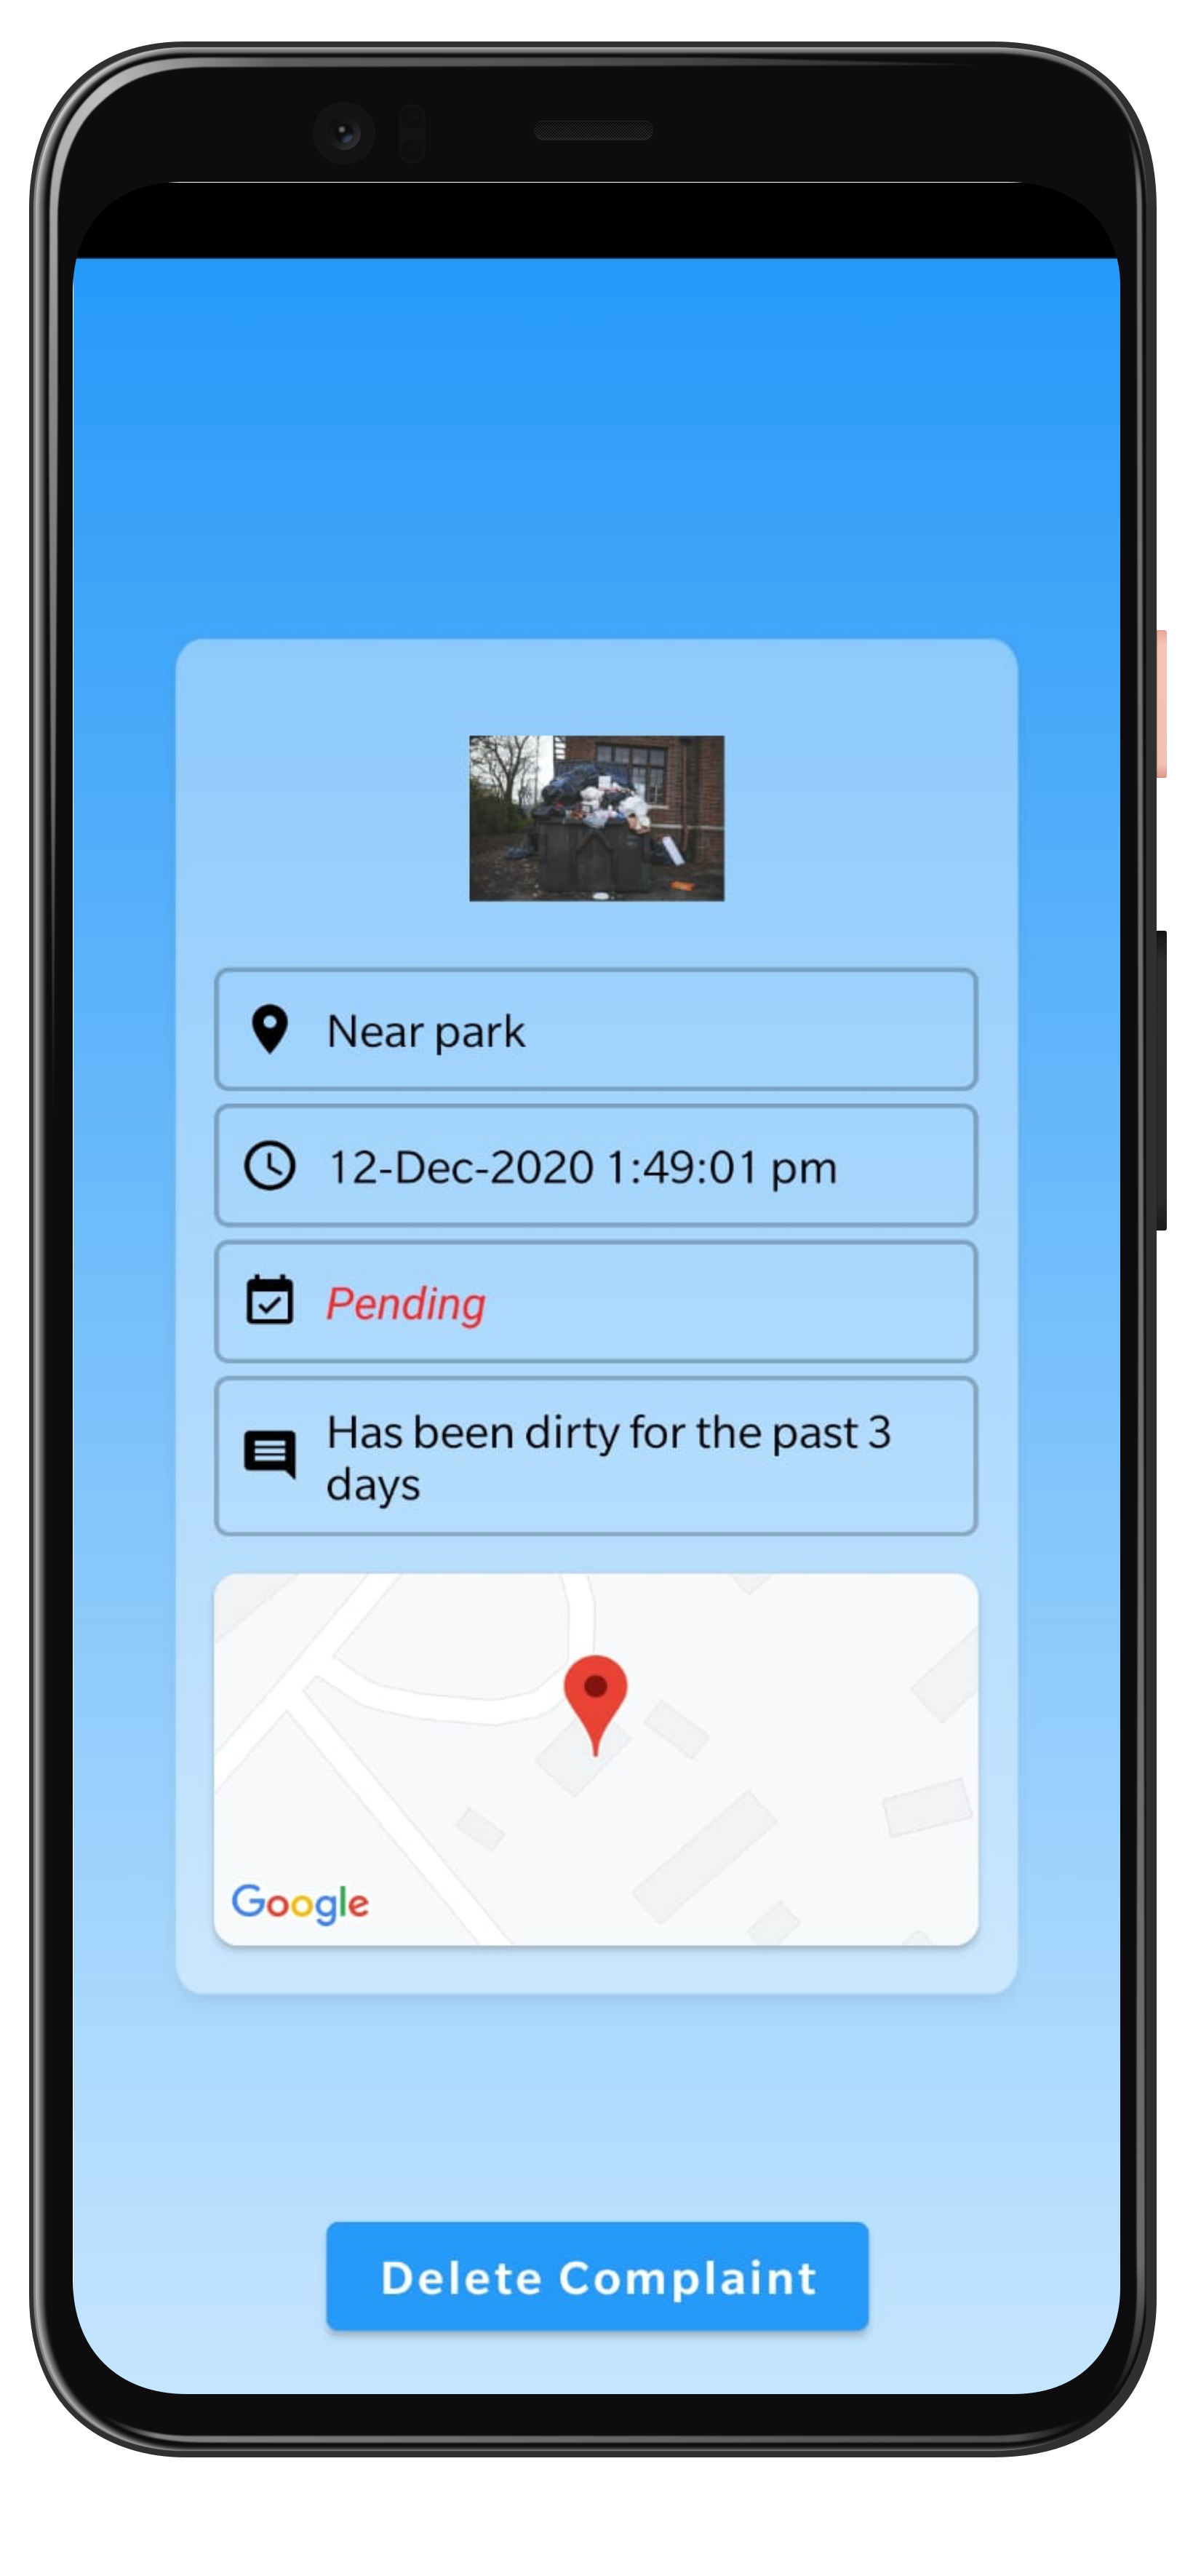 Near park
12-Dec-2020 1:49:01 pm
Pending
Has been dirty for the past 3
days
Google
Delete Complaint